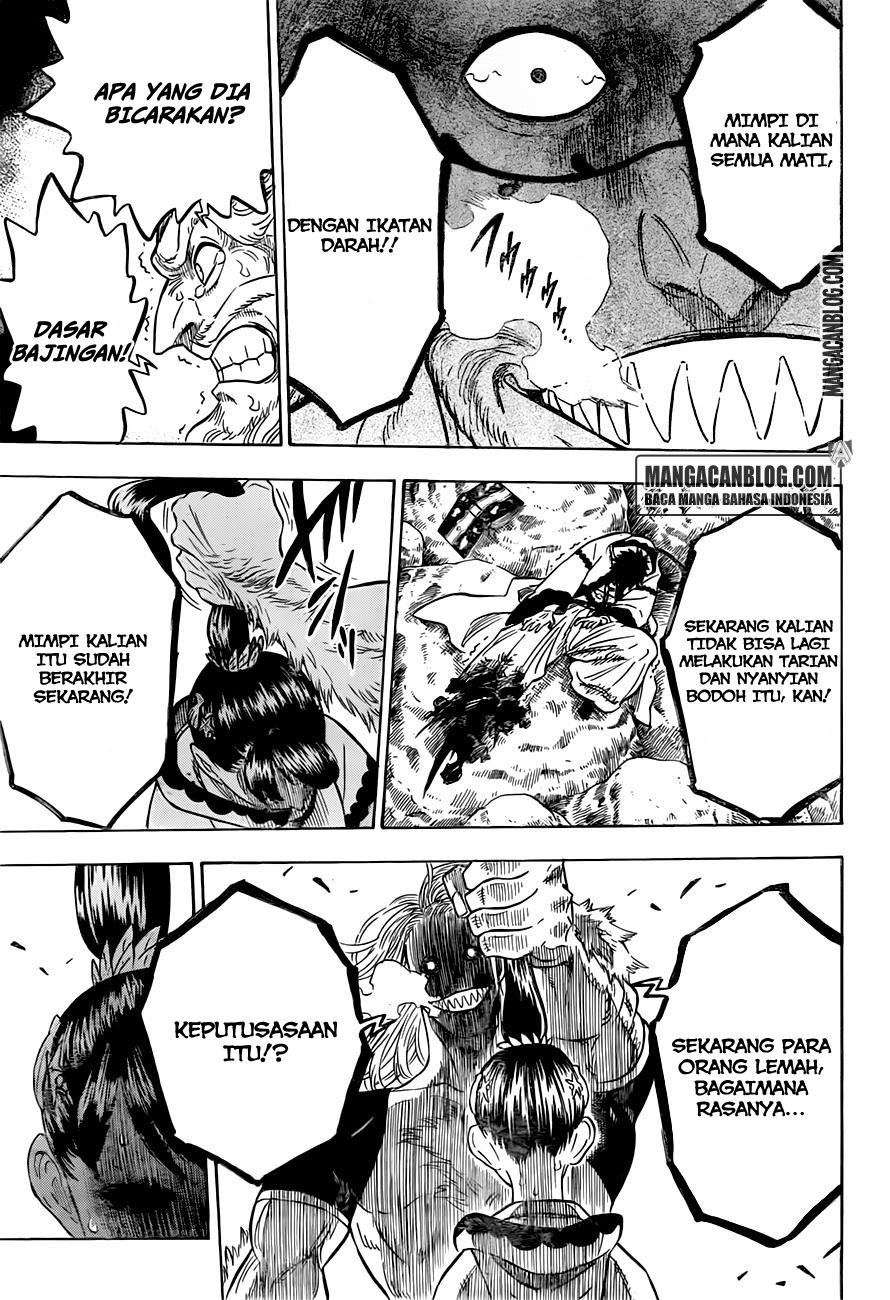 MIMPI DI
MANA KALIAN
SEMUA MATI,
DENGAN IKATAN
DARAH!!
APA YANG DIA
BICARAKAN?
DASAR
BAJINGAN!
MANGACANBLOG.COM
MANGACANBLOG.COM
BACA MANGA BAHASA INDONESIA
SEKARANG KALIAN
TIDAK BISA LAGI
MELAKUKAN TARIAN
DAN NYANYIAN
BODOH ITU, KAN!
MIMPI KALIAN
ITU SUDAH
BERAKHIR
SEKARANG!
SEKARANG PARA
ORANG LEMAH,
BAGAIMANA
RASANYA...
KEPUTUSASAAN
ITU!?